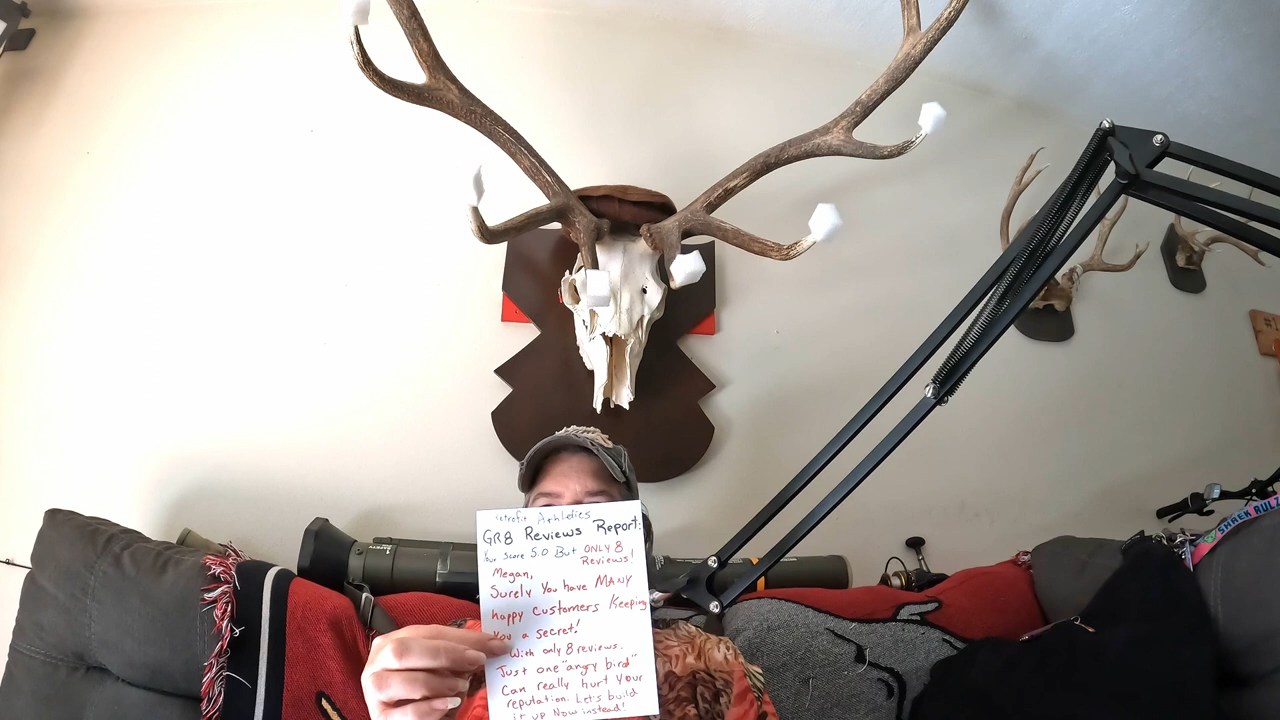 Retrofit Athletics
GR8 Reviews Report:
Your Score 5.0 But ONLY 8
Reviews!
Megan,
Surely You have MANY
happy customers Keeping
You a secret!
With only 8 reviews.
Just one "angry bird"
Can really hurt your
reputation. Let's build
it up Now instead!
SHREK RULZ